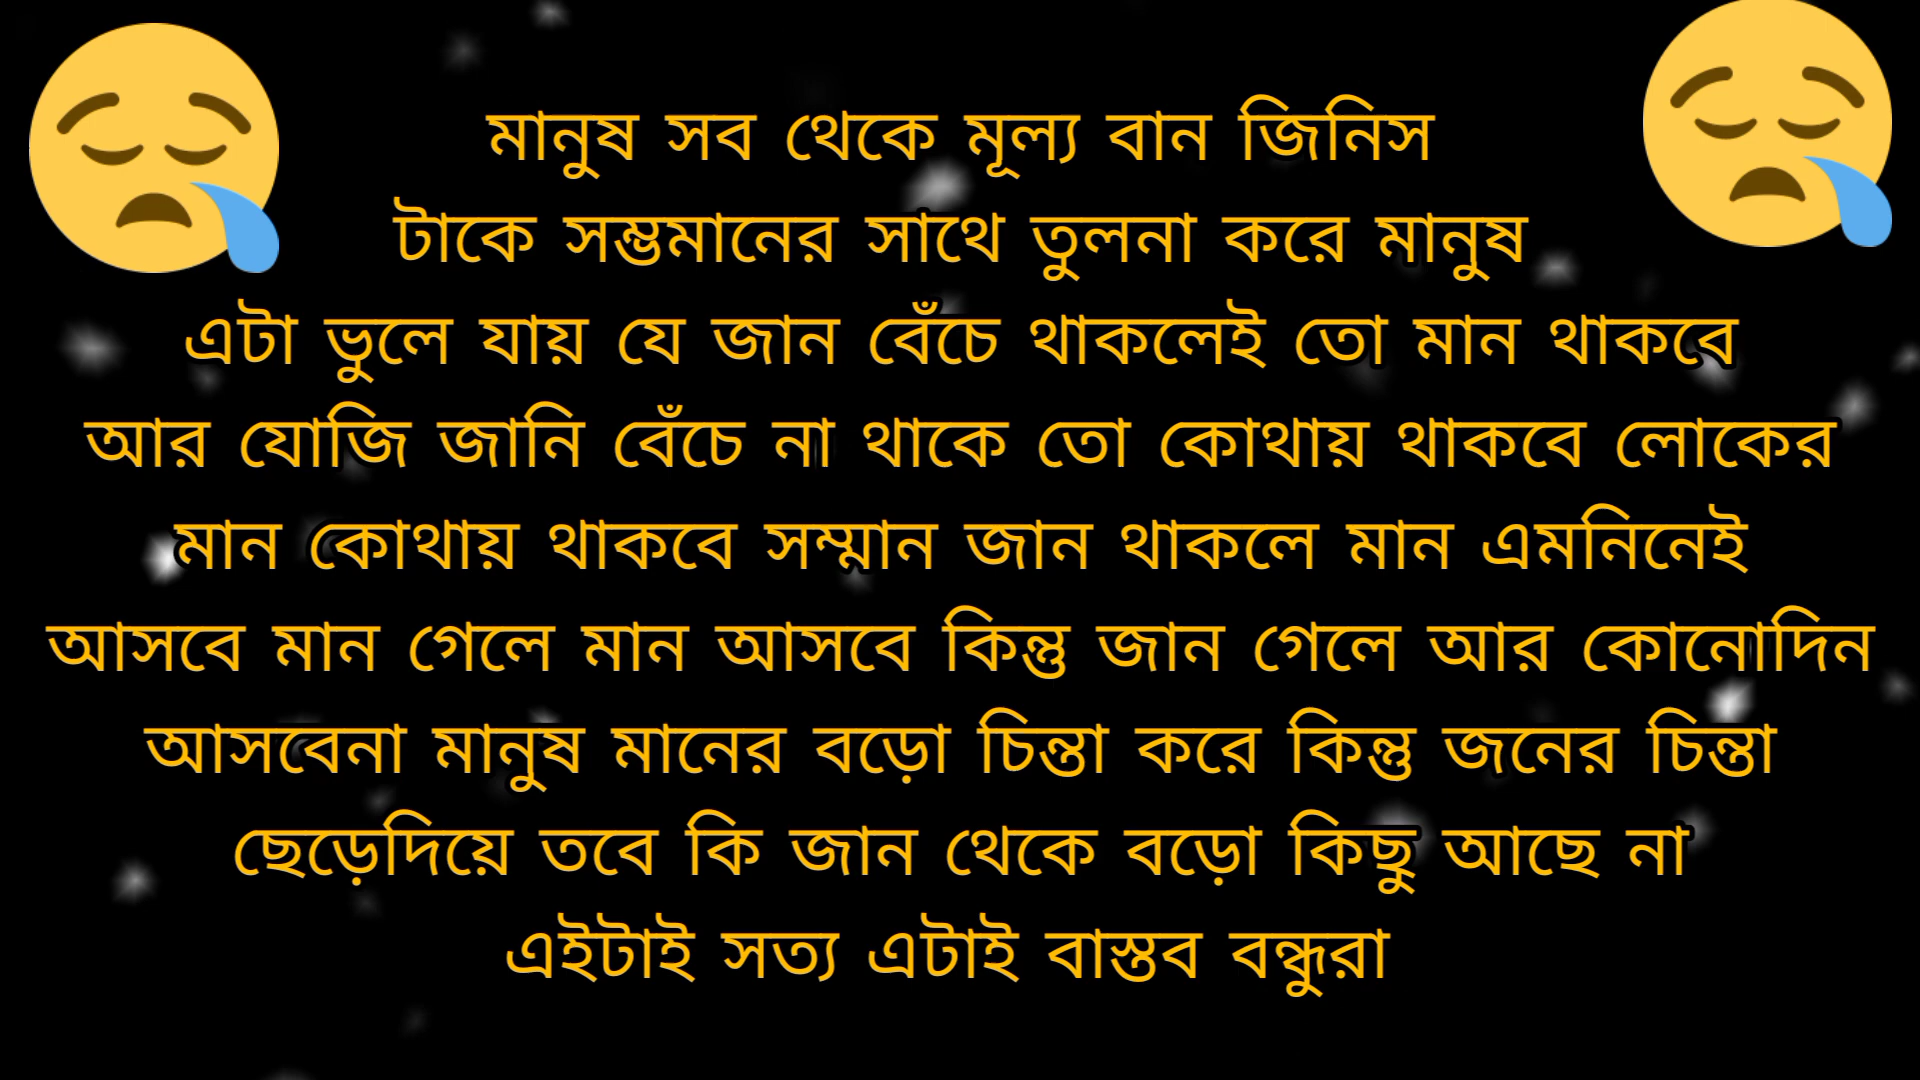 মানুষ সব থেকে মূল্য বান জিনিস
টাকে সম্ভমানের সাথে তুলনা করে মানুষ
এটা ভুলে যায় যে জান বেঁচে থাকলেই তো মান থাকবে
আর যোজি জানি বেঁচে না থাকে তো কোথায় থাকবে লোকের
মান কোথায় থাকবে সম্মান জান থাকলে মান এমনিনেই
আসবে মান গেলে মান আসবে কিন্তু জান গেলে আর কোনোদিন
আসবেনা মানুষ মানের বড়ো চিন্তা করে কিন্তু জনের চিন্তা
ছেড়েদিয়ে তবে কি জান থেকে বড়ো কিছু আছে না
এইটাই সত্য এটাই বাস্তব বন্ধুরা